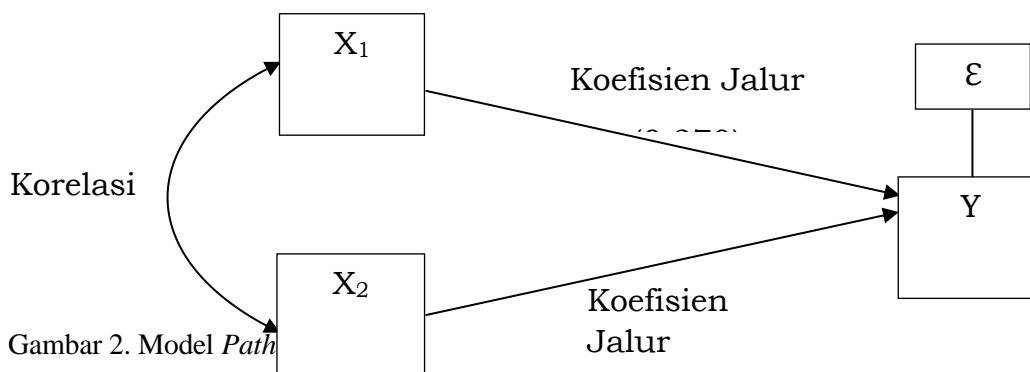 X₁
Koefisien Jalur
ε
Korelasi
Y
X₂
Koefisien
Jalur
Gambar 2. Model Path